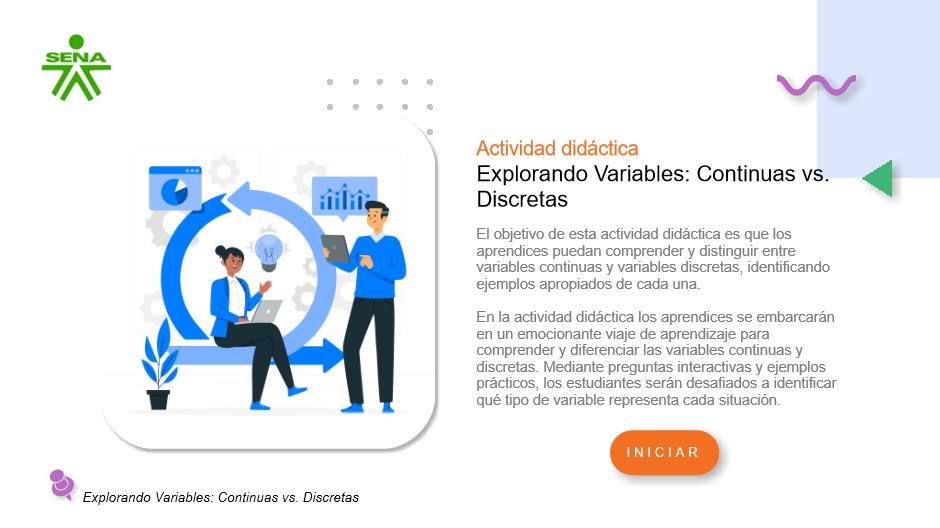 SENA
Actividad didáctica
Explorando Variables: Continuas vs.
Discretas
El objetivo de esta actividad didáctica es que los
aprendices puedan comprender y distinguir entre
variables continuas y variables discretas, identificando
ejemplos apropiados de cada una.
En la actividad didáctica los aprendices se embarcarán
en un emocionante viaje de aprendizaje para
comprender y diferenciar las variables continuas y
discretas. Mediante preguntas interactivas y ejemplos
prácticos, los estudiantes serán desafiados a identificar
qué tipo de variable representa cada situación.
INICIAR
Explorando Variables: Continuas vs. Discretas